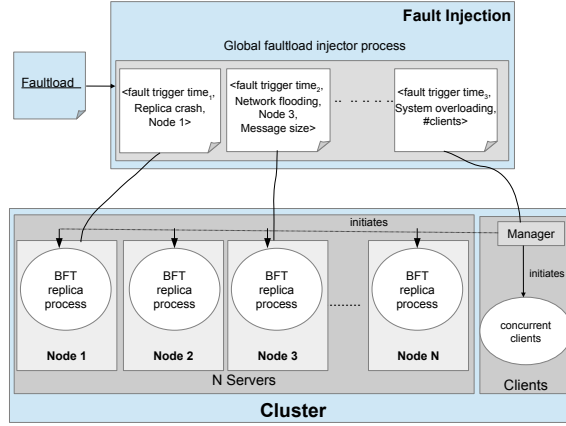 Fault Injection
Global faultload injector process
Faultload
<fault trigger time1,
Replica crash,
Node 1>
<fault trigger time2,
Network flooding,
Node 3,
Message size>
<fault trigger time3,
System overloading,
#clients>
initiates
Manager
initiates
BFT
replica
process
Node 1
BFT
replica
process
Node 2
BFT
replica
process
Node 3
BFT
replica
process
Node N
concurrent
clients
N Servers
Clients
Cluster